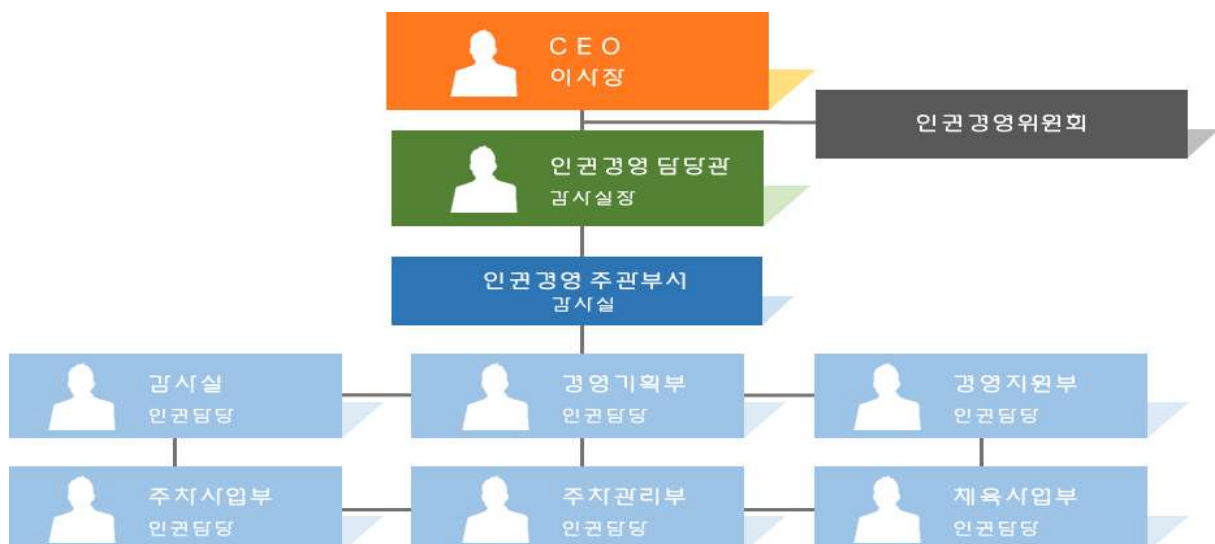 CEO
이사장
인권경영위원회
인권경영 담당관
감사실장
인권경영 주관부서
감사실
감사실
인권담당
경영기획부
인권담당
경영지원부
인권담당
주차사업부
인권담당
주차관리부
인권담당
체육사업부
인권담당